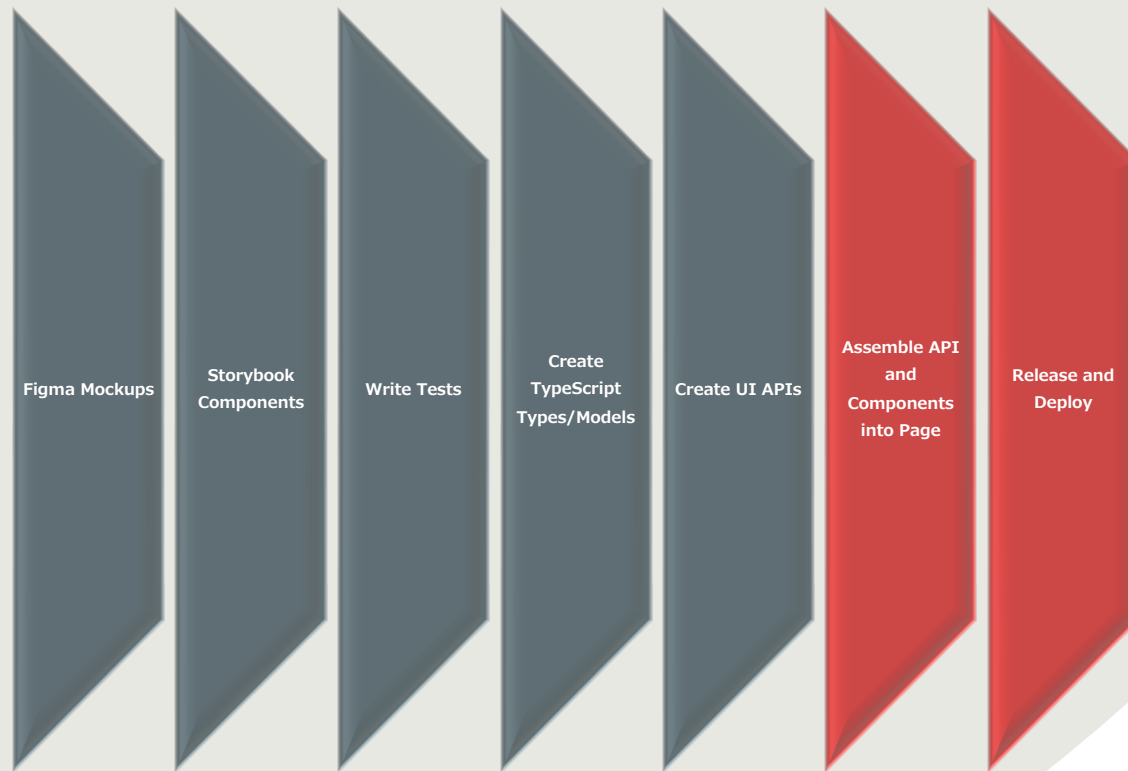 Figma Mockups
Storybook
Components
Write Tests
Create
TypeScript
Types/Models
Create UI APIs
Assemble API
and
Components
into Page
Release and
Deploy